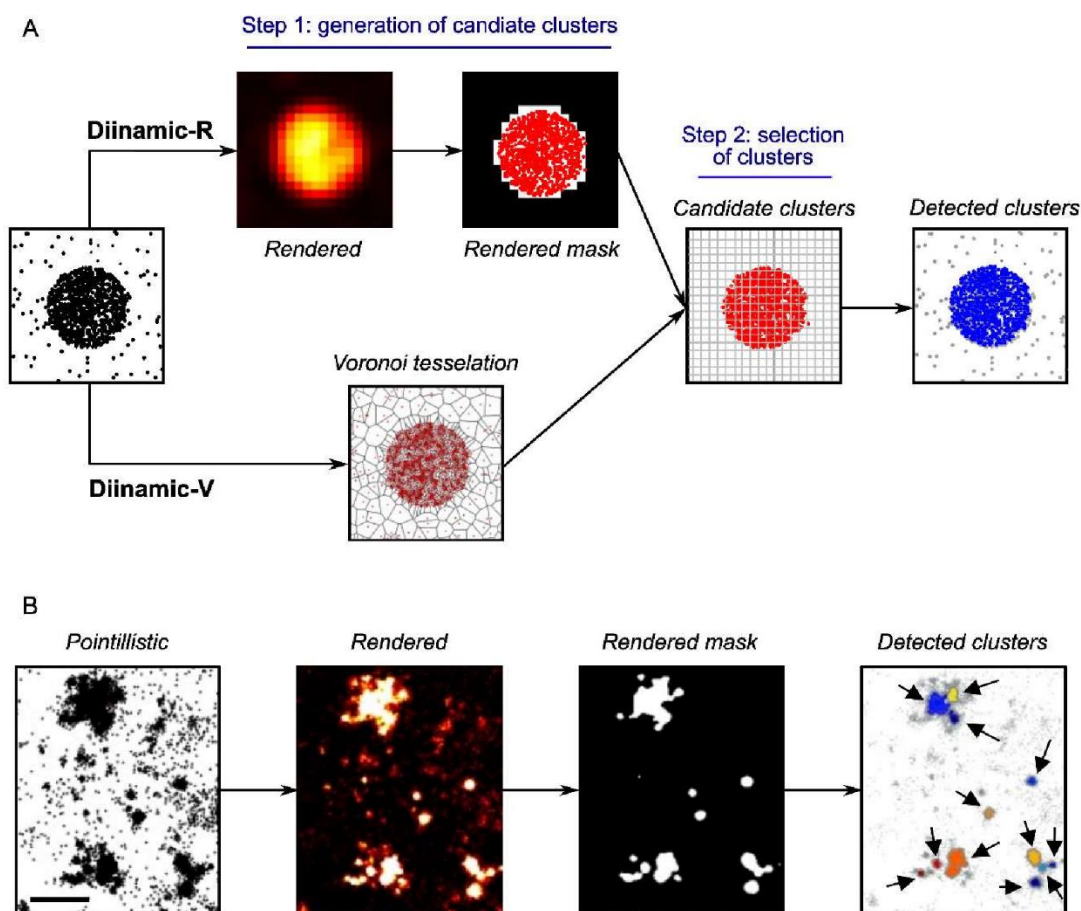 A
Step 1: generation of candiate clusters
Diinamic-R
Step 2: selection
of clusters
Rendered
Rendered mask
Candidate clusters
Detected clusters
Voronoi tesselation
Diinamic-V
B
Pointillistic
Rendered
Rendered mask
Detected clusters